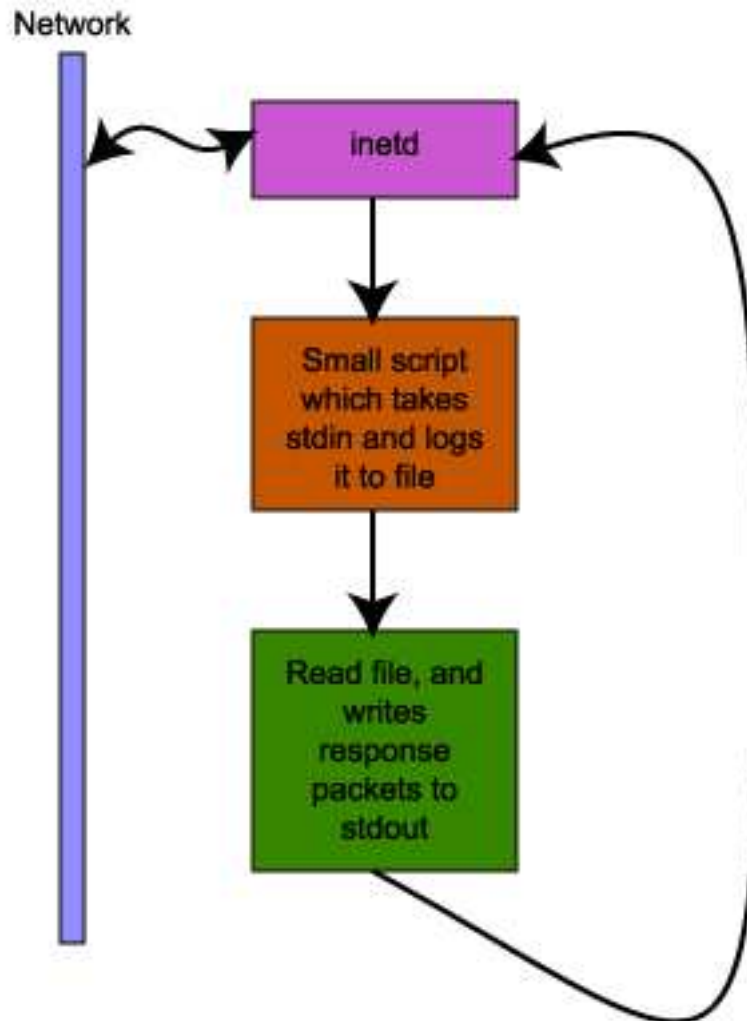 Network
inetd
Small script
which takes
stdin and logs
it to file
Read file, and
writes
response
packets to
stdout